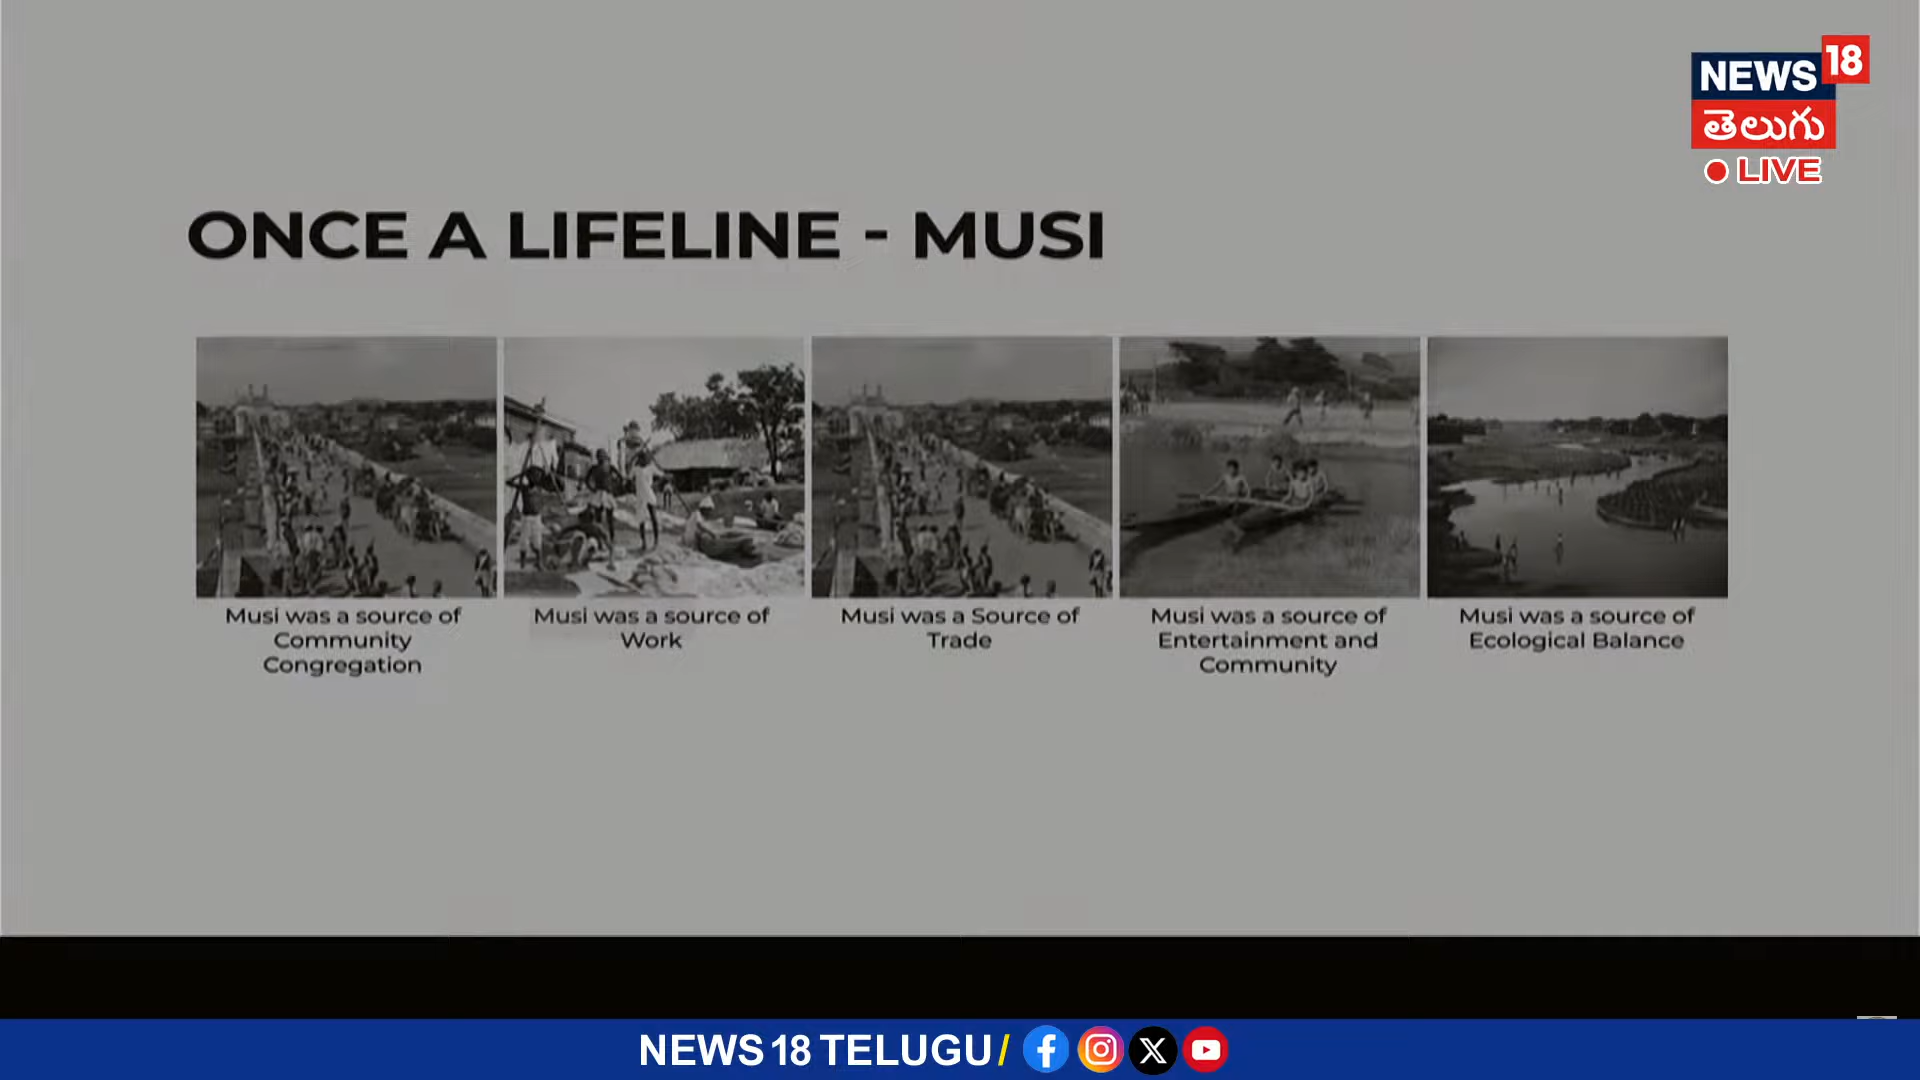 NEWS 18
తెలుగు
LIVE
ONCE A LIFELINE - MUSI
Musi was a source of
Community
Congregation
Musi was a source of
Work
Musi was a Source of
Trade
Musi was a source of
Entertainment and
Community
Musi was a source of
Ecological Balance
NEWS 18 TELUGU /